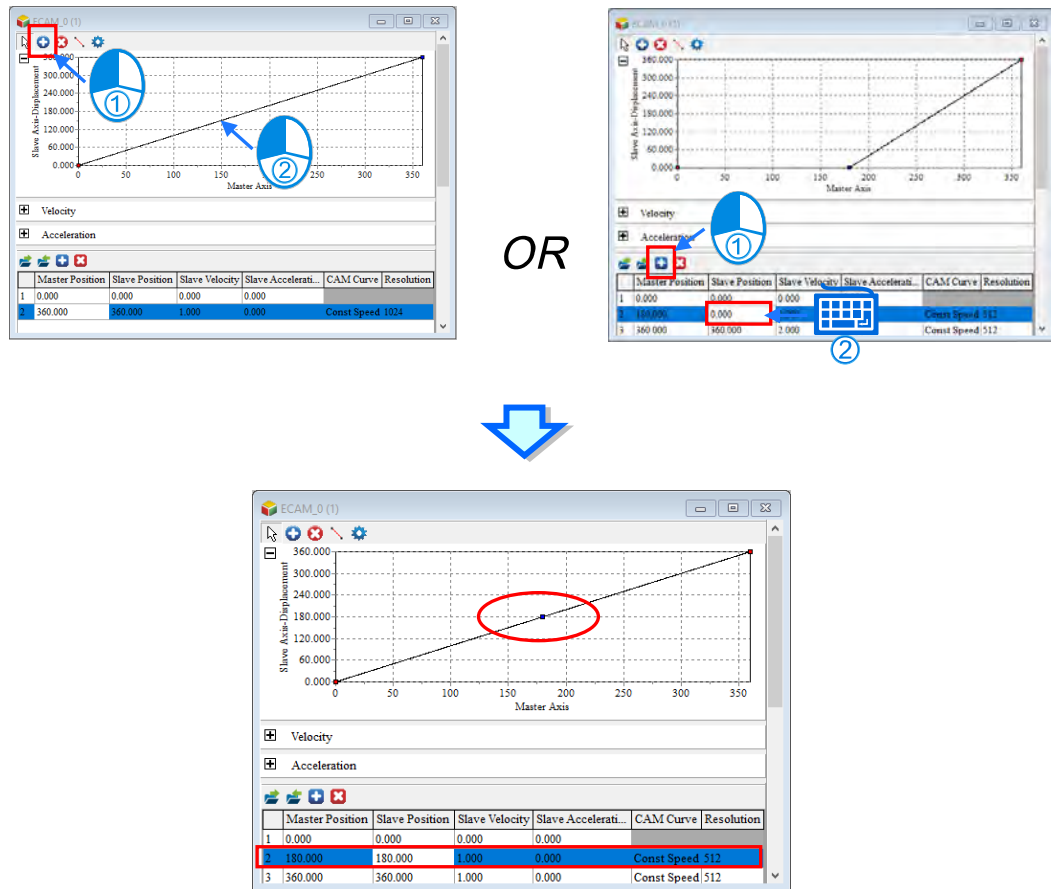 ECAM_0 (1)
360.000
300.000
240.000
180.000
120.000
60.000
0.000
Slave Axis-Displacement
0 50 100 150 250 300 350
Master Axis
①
②
Velocity
Acceleration
Master Position Slave Position Slave Velocity Slave Accelerati... CAM Curve Resolution
1 0.000 0.000 0.000 0.000
2 360.000 360.000 1.000 0.000 Const Speed 1024
OR
ECAM_0 (1)
360.000
300.000
240.000
180.000
120.000
60.000
0.000
Slave Axis-Displacement
0 50 100 150 200 250 300 350
Master Axis
Velocity
Acceleration
①
Master Position Slave Position Slave Velocity Slave Accelerati... CAM Curve Resolution
1 0.000 0.000 0.000
2 180.000 0.000 Const Speed 512
3 360.000 360.000 2.000 Const Speed 512
②
ECAM_0 (1)
360.000
300.000
240.000
180.000
120.000
60.000
0.000
Slave Axis-Displacement
0 50 100 150 200 250 300 350
Master Axis
Velocity
Acceleration
Master Position Slave Position Slave Velocity Slave Accelerati... CAM Curve Resolution
1 0.000 0.000 0.000 0.000
2 180.000 180.000 1.000 0.000 Const Speed 512
3 360.000 360.000 1.000 0.000 Const Speed 512